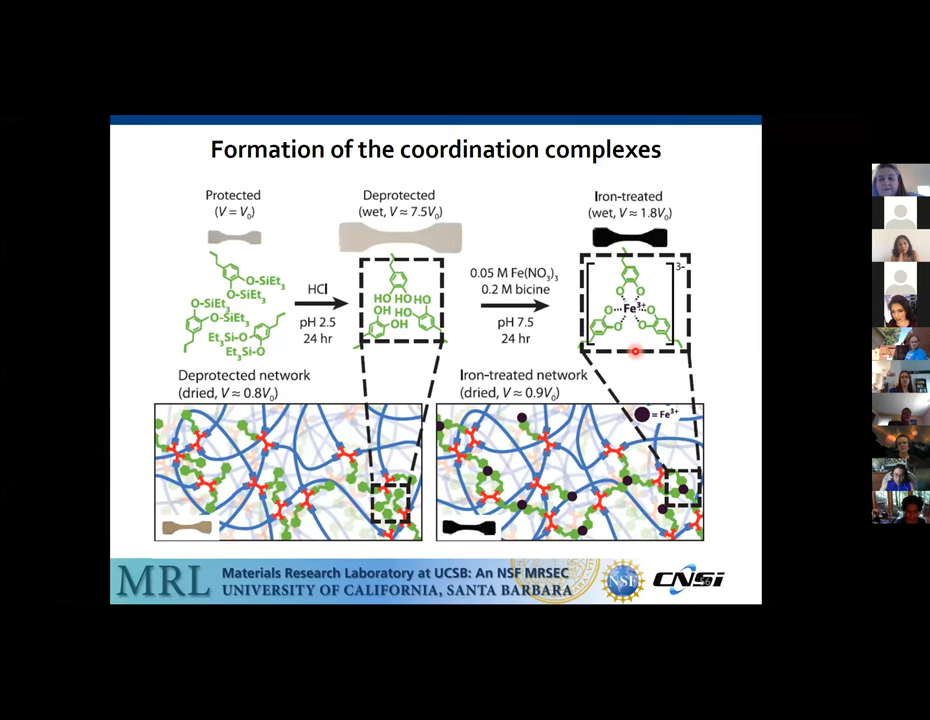 Formation of the coordination complexes
Protected
(V = V₀)
Deprotected
(wet, V ≈ 7.5V₀)
Iron-treated
(wet, V ≈ 1.8V₀)
O-SiEt₃
O-SiEt₃
O-SiEt₃
O-SiEt₃
Et₃Si-O
Et₃Si-O
HCl
pH 2.5
24 hr
HO HO HO
OH HO
OH
0.05 M Fe(NO₃)₃
0.2 M bicine
pH 7.5
24 hr
3-
O O
O Fe³⁺ O
O O
Deprotected network
(dried, V ≈ 0.8V₀)
Iron-treated network
(dried, V ≈ 0.9V₀)
= Fe³⁺
MRL
Materials Research Laboratory at UCSB: An NSF MRSEC
UNIVERSITY OF CALIFORNIA, SANTA BARBARA
NSF
CNSi